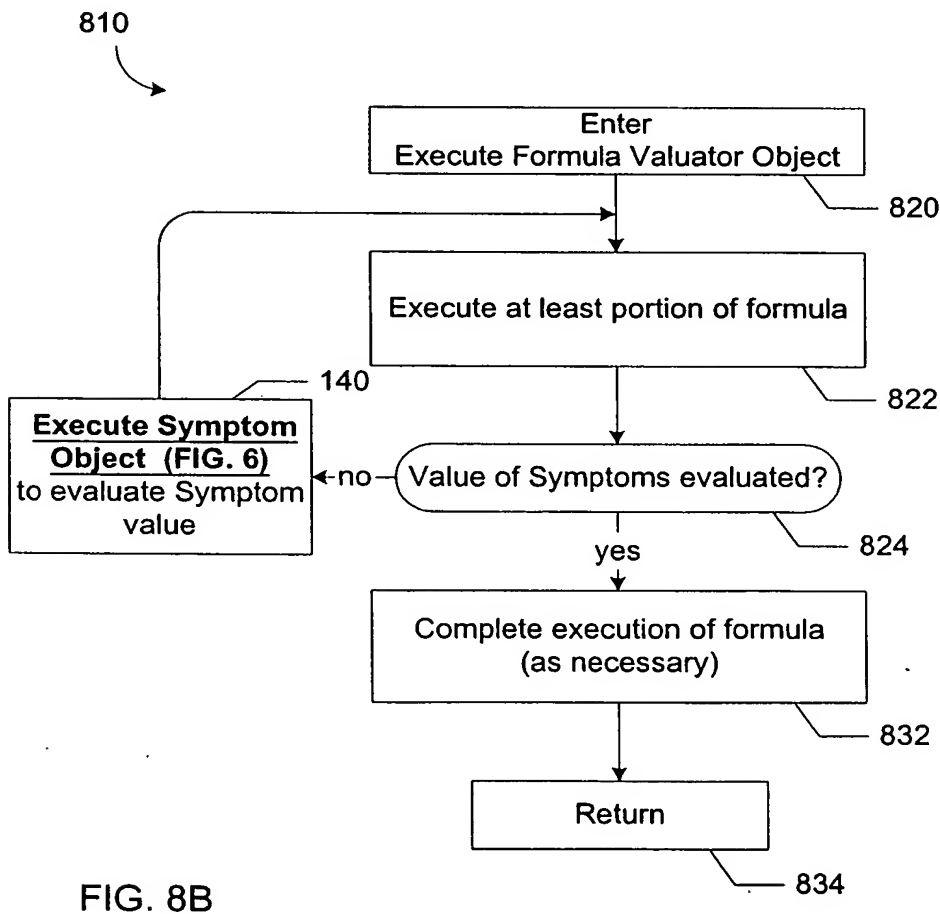 810
Enter
Execute Formula Valuator Object
820
Execute at least portion of formula
822
140
Execute Symptom
Object (FIG. 6)
to evaluate Symptom
value
no
Value of Symptoms evaluated?
824
yes
Complete execution of formula
(as necessary)
832
Return
834
FIG. 8B